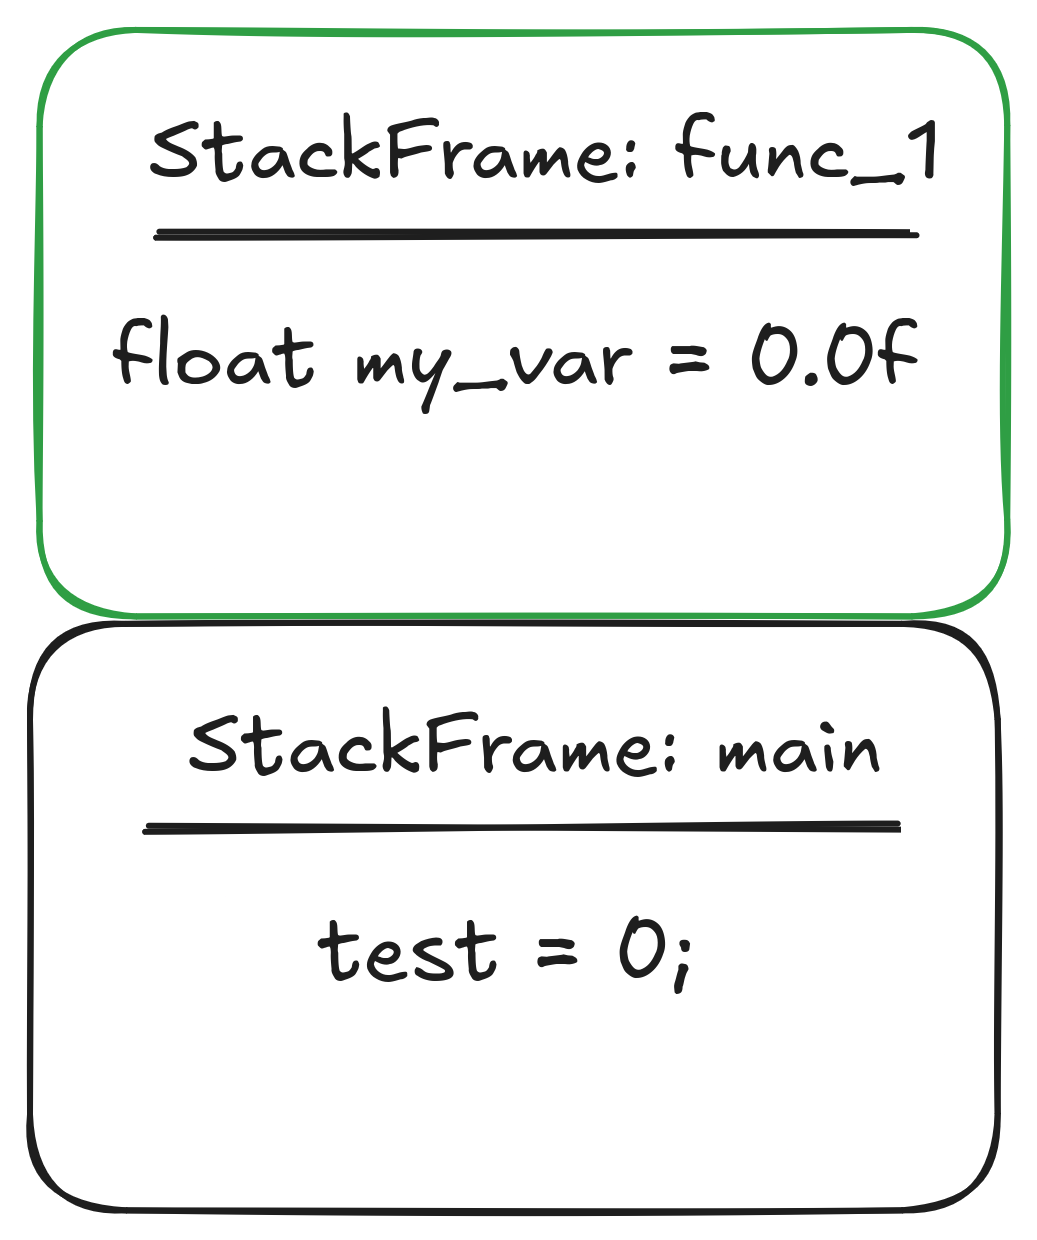 StackFrame: func_1
float my_var = 0.0f
StackFrame: main
test = 0;